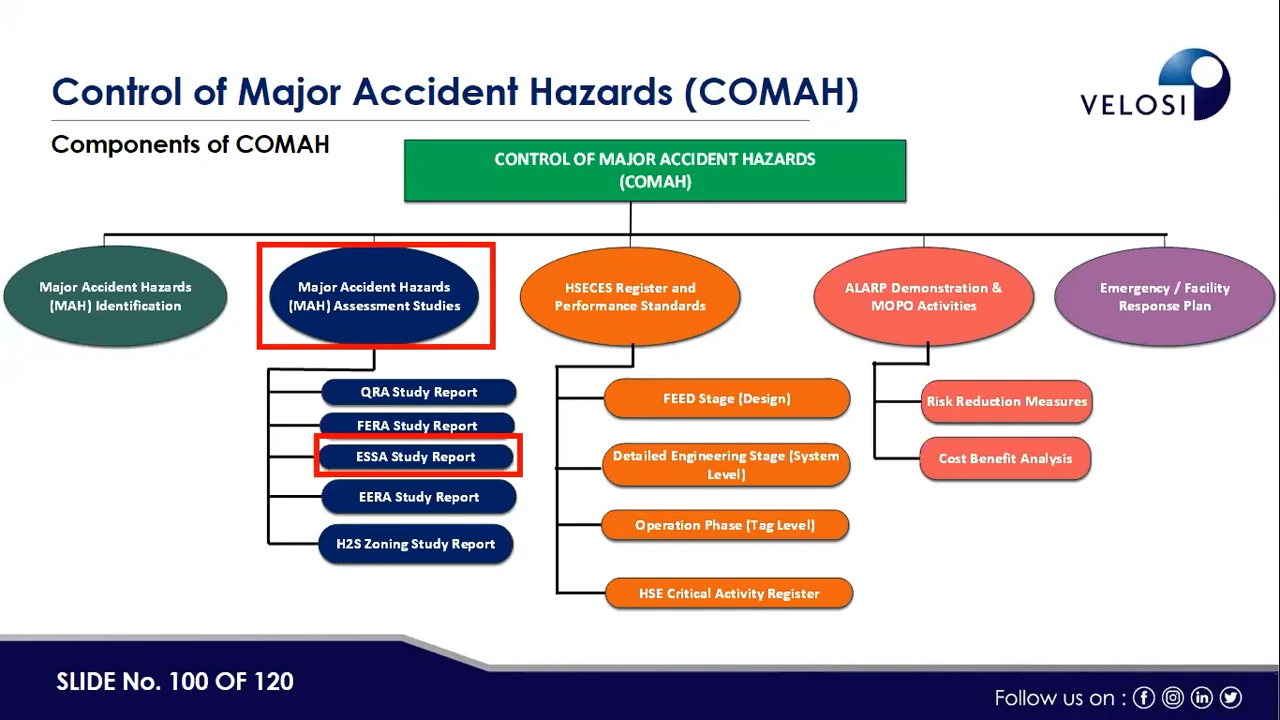 Control of Major Accident Hazards (COMAH)
VELOSI
Components of COMAH
CONTROL OF MAJOR ACCIDENT HAZARDS
(COMAH)
Major Accident Hazards
(MAH) Identification
Major Accident Hazards
(MAH) Assessment Studies
HSECES Register and
Performance Standards
ALARP Demonstration &
MOPO Activities
Emergency / Facility
Response Plan
QRA Study Report
FERA Study Report
ESSA Study Report
EERA Study Report
H2S Zoning Study Report
FEED Stage (Design)
Detailed Engineering Stage (System
Level)
Operation Phase (Tag Level)
HSE Critical Activity Register
Risk Reduction Measures
Cost Benefit Analysis
SLIDE No. 100 OF 120
Follow us on :